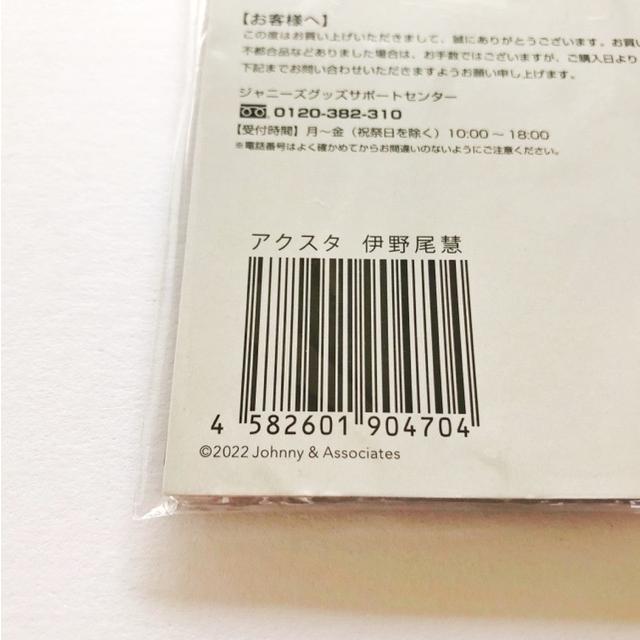 【お客様へ】
この度はお買い上げいただきまして、誠にありがとうございます。お買い
不都合品などありました場合は、お手数ではございますが、ご購入日より
下記までお問い合わせいただきますようお願い申し上げます。
ジャニーズグッズサポートセンター
0120-382-310
【受付時間】月～金（祝祭日を除く）10:00～18:00
※電話番号はよく確かめてからお間違いのないようにご注意ください。
アクスタ 伊野尾慧
4 582601 904704
©2022 Johnny & Associates